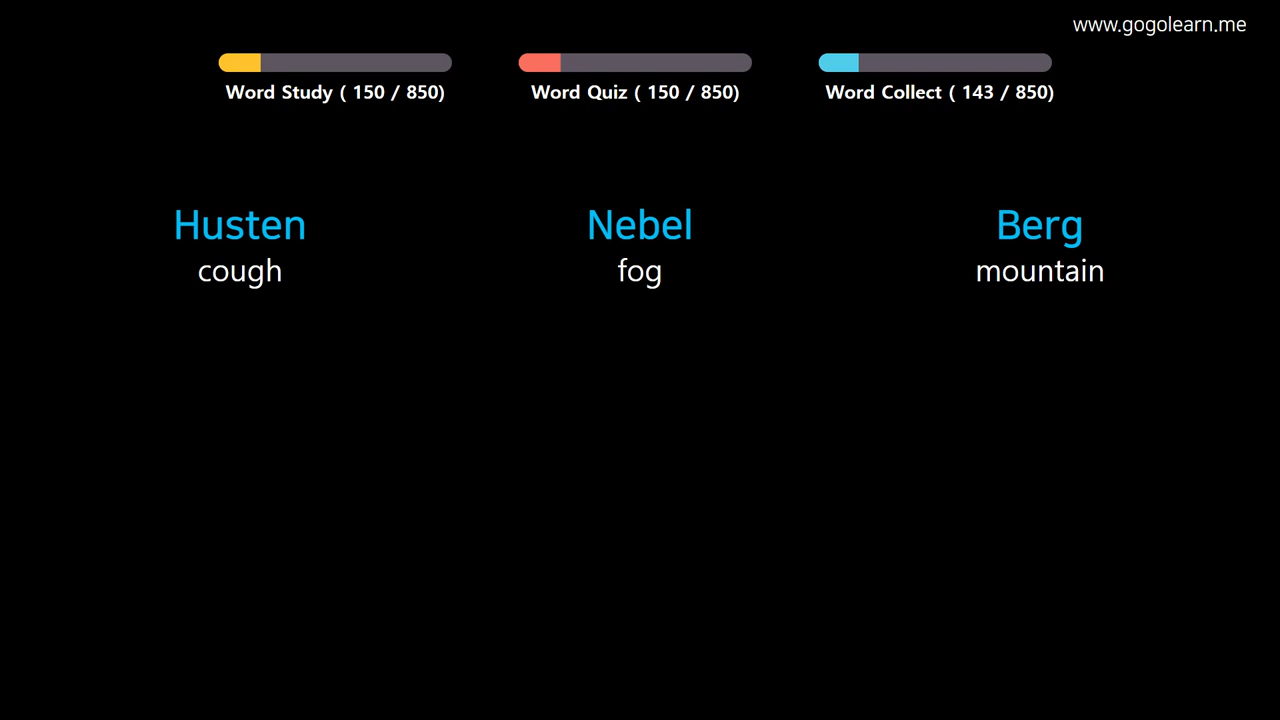 www.gogolearn.me
Word Study ( 150 / 850)
Word Quiz ( 150 / 850)
Word Collect ( 143 / 850)
Husten
cough
Nebel
fog
Berg
mountain